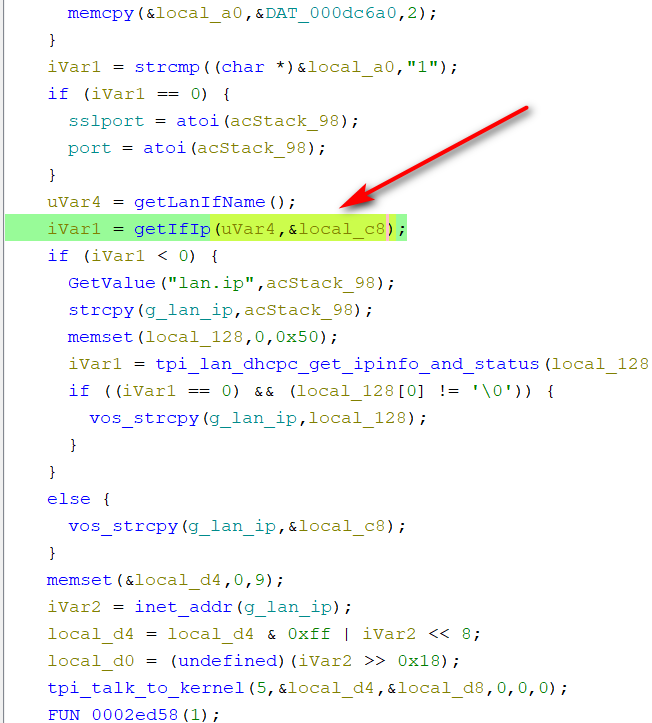 memcpy(&local_a0,&DAT_000dc6a0,2);
}
iVar1 = strcmp((char *)&local_a0,"1");
if (iVar1 == 0) {
sslport = atoi(acStack_98);
port = atoi(acStack_98);
}
uVar4 = getLanIfName();
iVar1 = getIfIp(uVar4,&local_c8);
if (iVar1 < 0) {
GetValue("lan.ip",acStack_98);
strcpy(g_lan_ip,acStack_98);
memset(local_128,0,0x50);
iVar1 = tpi_lan_dhcpc_get_ipinfo_and_status(local_128
if ((iVar1 == 0) && (local_128[0] != '\0')) {
vos_strcpy(g_lan_ip,local_128);
}
}
else {
vos_strcpy(g_lan_ip,&local_c8);
}
memset(&local_d4,0,9);
iVar2 = inet_addr(g_lan_ip);
local_d4 = local_d4 & 0xff | iVar2 << 8;
local_d0 = (undefined)(iVar2 >> 0x18);
tpi_talk_to_kernel(5,&local_d4,&local_d8,0,0,0);
FUN_0002ed58(1);